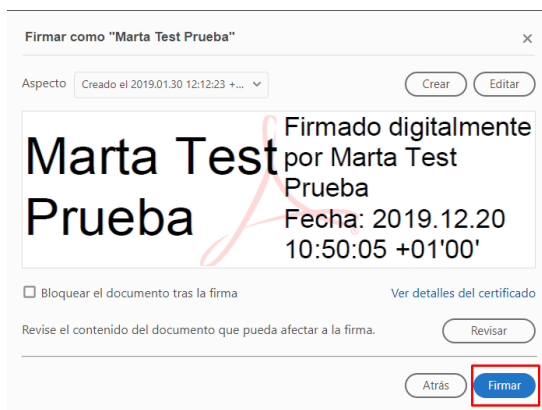 Firmar como "Marta Test Prueba"
Aspecto Creado el 2019.01.30 12:12:23 +... Crear Editar
Marta Test
Prueba
Firmado digitalmente
por Marta Test
Prueba
Fecha: 2019.12.20
10:50:05 +01'00'
Bloquear el documento tras la firma Ver detalles del certificado
Revise el contenido del documento que pueda afectar a la firma. Revisar
Atrás Firmar